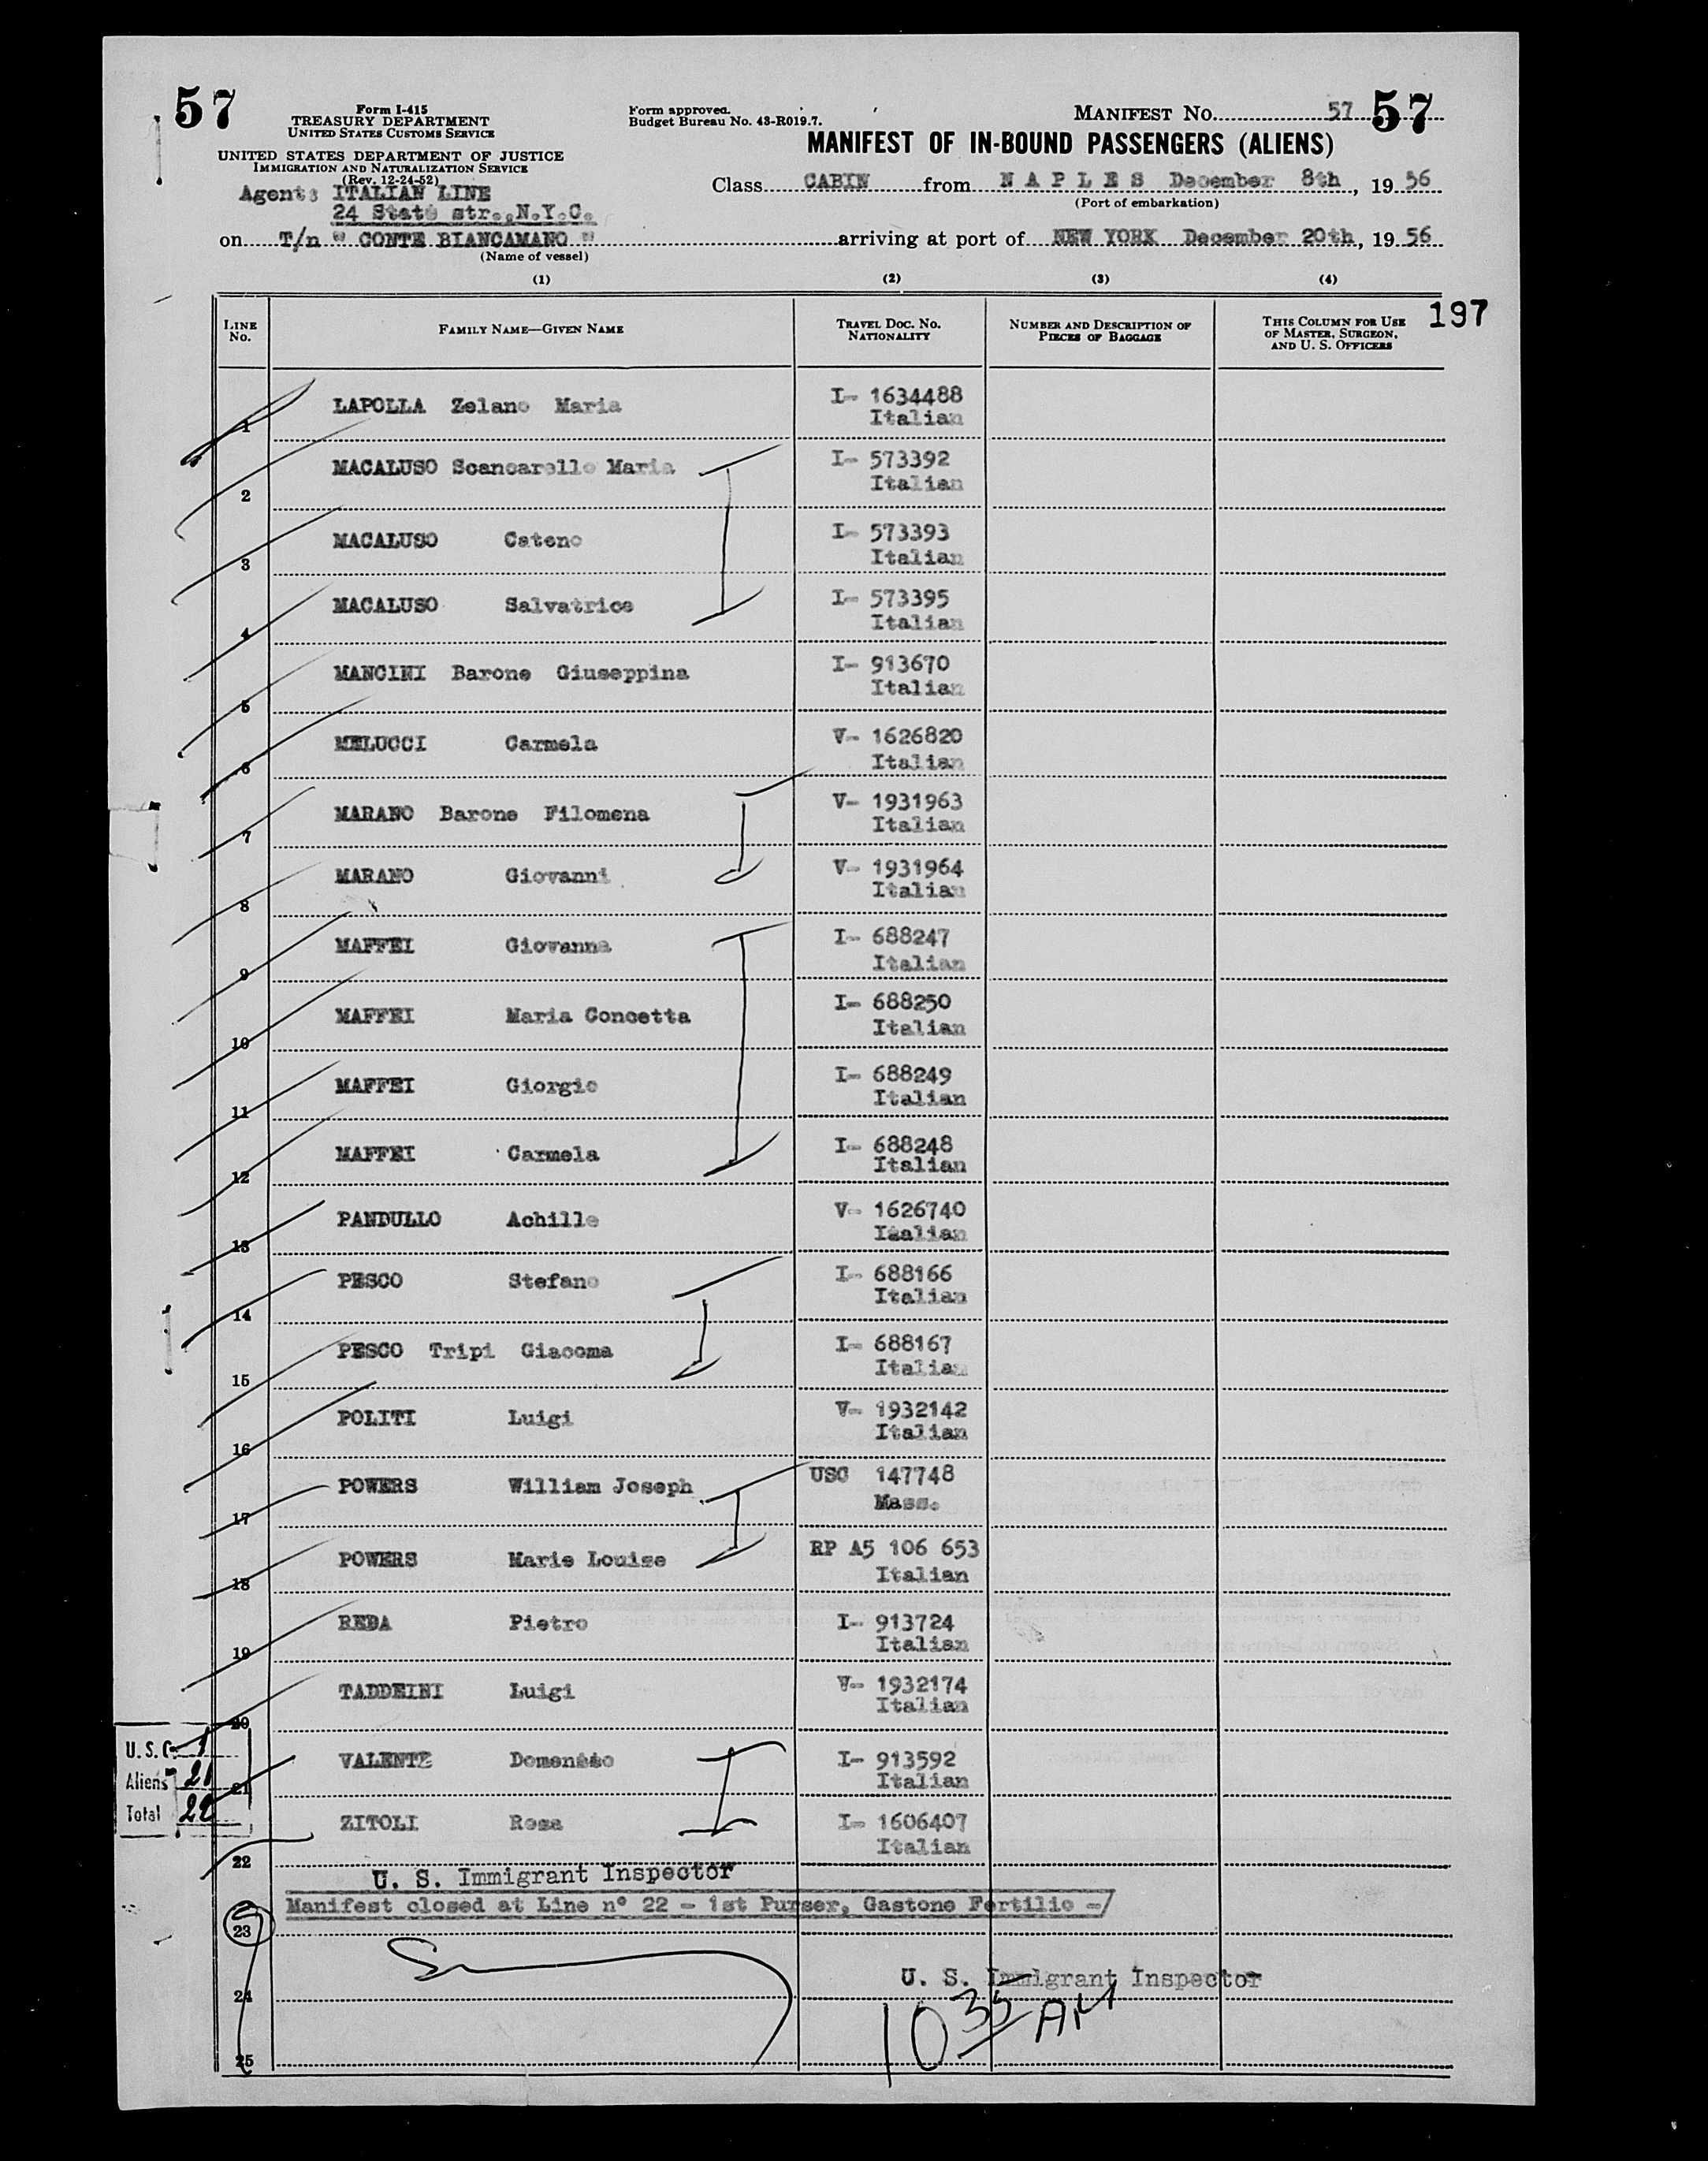 57
Form I-415
TREASURY DEPARTMENT
UNITED STATES CUSTOMS SERVICE
UNITED STATES DEPARTMENT OF JUSTICE
IMMIGRATION AND NATURALIZATION SERVICE
(Rev. 12-24-52)
Form approved.
Budget Bureau No. 43-R019.7.
MANIFEST No. 57 57
MANIFEST OF IN-BOUND PASSENGERS (ALIENS)
Agent: ITALIAN LINE
24 State str.,N.Y.C.
Class CABIN from N A P L E S December 8th, 19 56
(Port of embarkation)
on T/n " CONTE BIANCAMANO " arriving at port of NEW YORK December 20th, 19 56
(Name of vessel)
(1) (2) (3) (4)
LINE No. FAMILY NAME—GIVEN NAME TRAVEL DOC. No. NATIONALITY NUMBER AND DESCRIPTION OF PIECES OF BAGGAGE THIS COLUMN FOR USE OF MASTER, SURGEON, AND U. S. OFFICERS 197
1 LAPOLLA Zelano Maria I- 1634488
Italian
2 MACALUSO Scancarello Maria I- 573392
Italian
3 MACALUSO Cateno I- 573393
Italian
4 MACALUSO Salvatrice I- 573395
Italian
5 MANCINI Barone Giuseppina I- 913670
Italian
6 MELUCCI Carmela V- 1626820
Italian
7 MARANO Barone Filomena V- 1931963
Italian
8 MARANO Giovanni V- 1931964
Italian
9 MAFFEI Giovanna I- 688247
Italian
10 MAFFEI Maria Concetta I- 688250
Italian
11 MAFFEI Giorgio I- 688249
Italian
12 MAFFEI Carmela I- 688248
Italian
13 PANDULLO Achille V- 1626740
Italian
14 PESCO Stefano I- 688166
Italian
15 PESCO Tripi Giacoma I- 688167
Italian
16 POLITI Luigi V- 1932142
Italian
17 POWERS William Joseph USC 147748
Mass.
18 POWERS Marie Louise RP A5 106 653
Italian
19 REDA Pietro I- 913724
Italian
20 TADDEINI Luigi V- 1932174
Italian
21 VALENTE I- 913592
Italian
22 ZITOLI Rosa I- 1606407
Italian
U. S. C. 1
Aliens 21
Total 22
U. S. Immigrant Inspector
Manifest closed at Line n° 22 - 1st Purser, Gastone Fertilio -/
23
U. S. Immigrant Inspector
24
10 35 AM
25